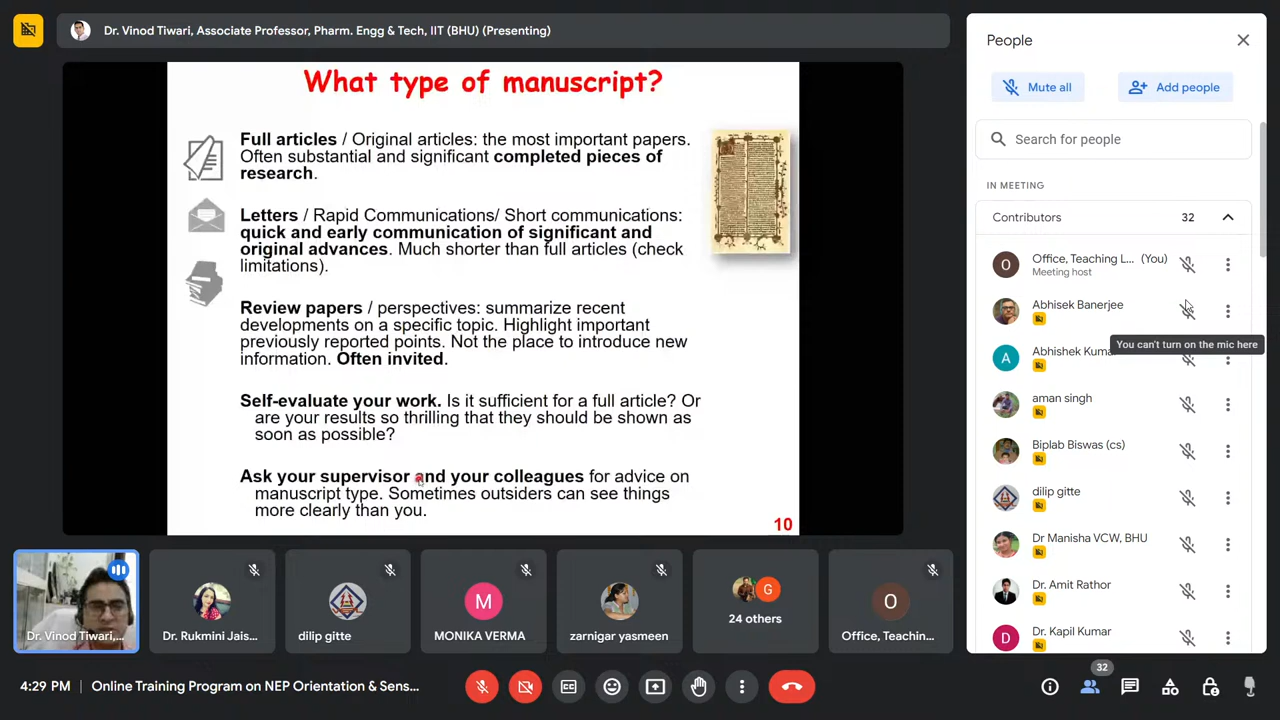 Dr. Vinod Tiwari, Associate Professor, Pharm. Engg & Tech, IIT (BHU) (Presenting)
What type of manuscript?
Full articles / Original articles: the most important papers.
Often substantial and significant completed pieces of
research.
Letters / Rapid Communications/ Short communications:
quick and early communication of significant and
original advances. Much shorter than full articles (check
limitations).
Review papers / perspectives: summarize recent
developments on a specific topic. Highlight important
previously reported points. Not the place to introduce new
information. Often invited.
Self-evaluate your work. Is it sufficient for a full article? Or
are your results so thrilling that they should be shown as
soon as possible?
Ask your supervisor and your colleagues for advice on
manuscript type. Sometimes outsiders can see things
more clearly than you.
10
Dr. Vinod Tiwari,...
Dr. Rukmini Jais...
dilip gitte
M
MONIKA VERMA
zarnigar yasmeen
G
24 others
O
Office, Teachin...
4:29 PM
Online Training Program on NEP Orientation & Sens...
People
Mute all
Add people
Search for people
IN MEETING
Contributors 32
O
Office, Teaching L... (You)
Meeting host
Abhisek Banerjee
You can't turn on the mic here
A
Abhishek Kuma
aman singh
Biplab Biswas (cs)
dilip gitte
Dr Manisha VCW, BHU
Dr. Amit Rathor
D
Dr. Kapil Kumar
32